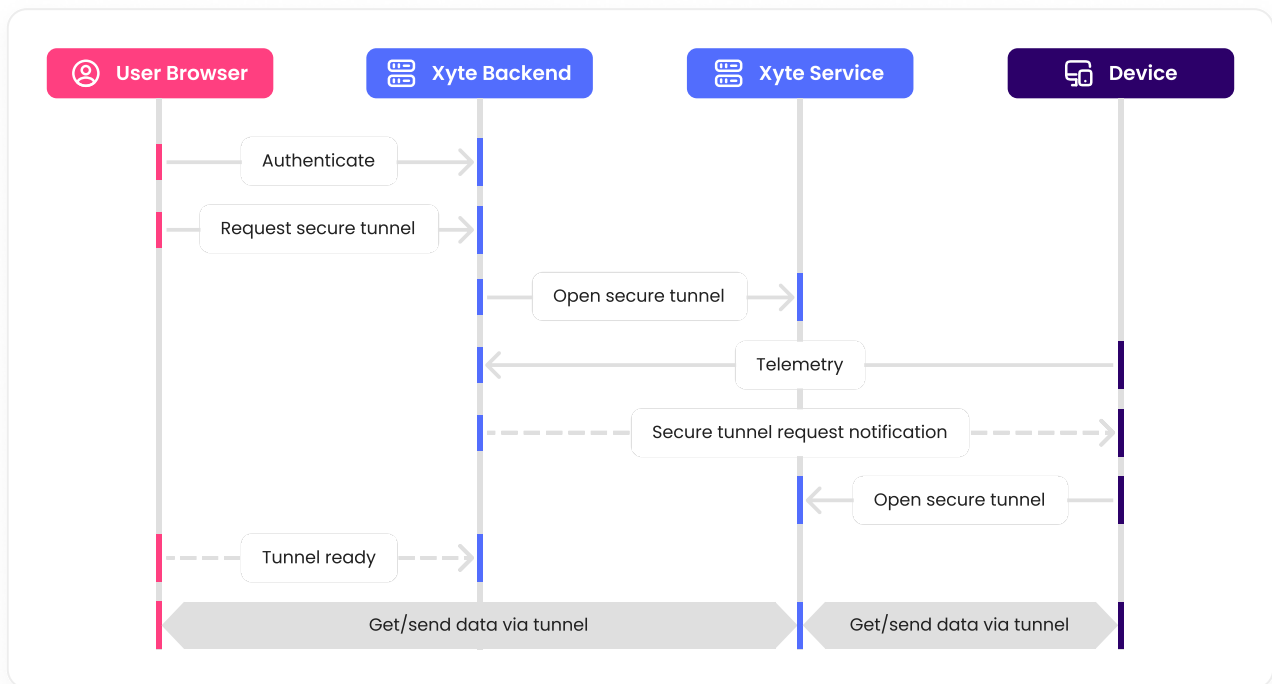 User Browser
Xyte Backend
Xyte Service
Device
Authenticate
Request secure tunnel
Open secure tunnel
Telemetry
Secure tunnel request notification
Open secure tunnel
Tunnel ready
Get/send data via tunnel
Get/send data via tunnel